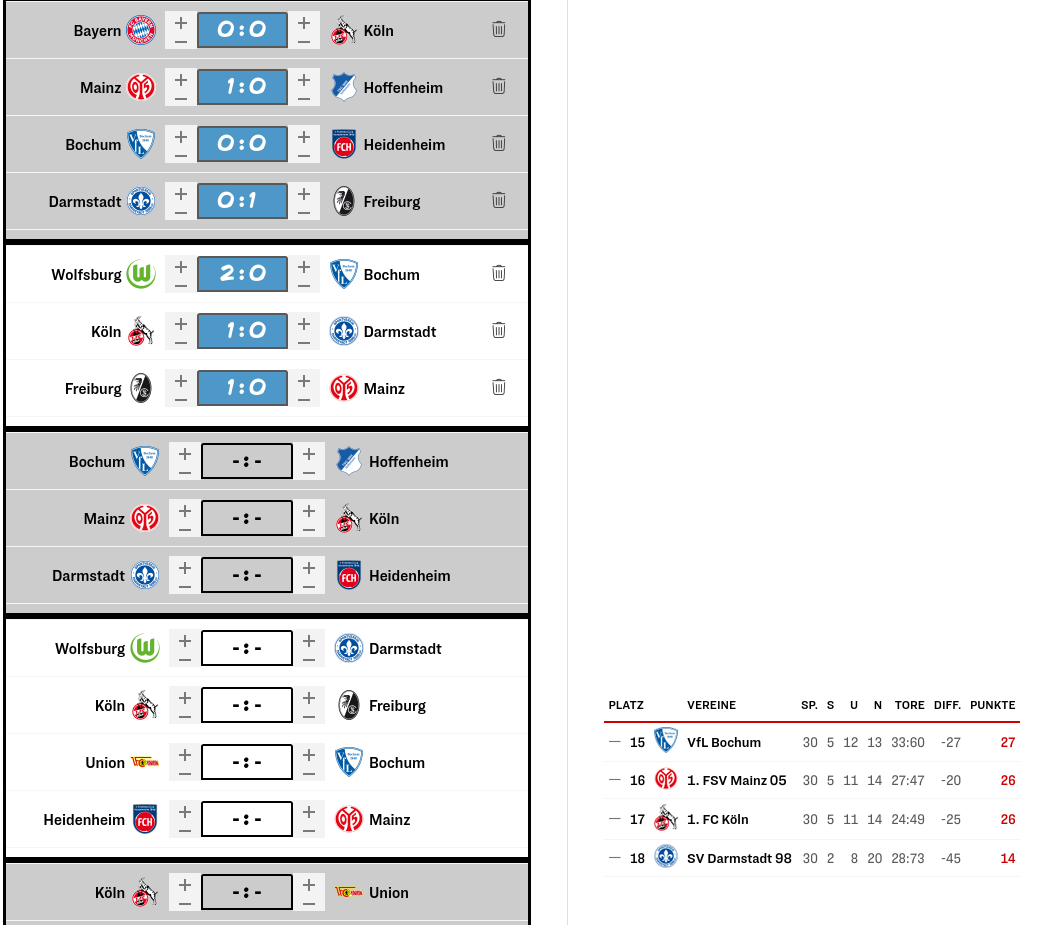 Bayern 0:0 Köln
Mainz 1:0 Hoffenheim
Bochum 0:0 Heidenheim
Darmstadt 0:1 Freiburg
Wolfsburg 2:0 Bochum
Köln 1:0 Darmstadt
Freiburg 1:0 Mainz
Bochum -:- Hoffenheim
Mainz -:- Köln
Darmstadt -:- Heidenheim
Wolfsburg -:- Darmstadt
Köln -:- Freiburg
Union -:- Bochum
Heidenheim -:- Mainz
Köln -:- Union
PLATZ VEREINE SP. S U N TORE DIFF. PUNKTE
15 VfL Bochum 30 5 12 13 33:60 -27 27
16 1. FSV Mainz 05 30 5 11 14 27:47 -20 26
17 1. FC Köln 30 5 11 14 24:49 -25 26
18 SV Darmstadt 98 30 2 8 20 28:73 -45 14